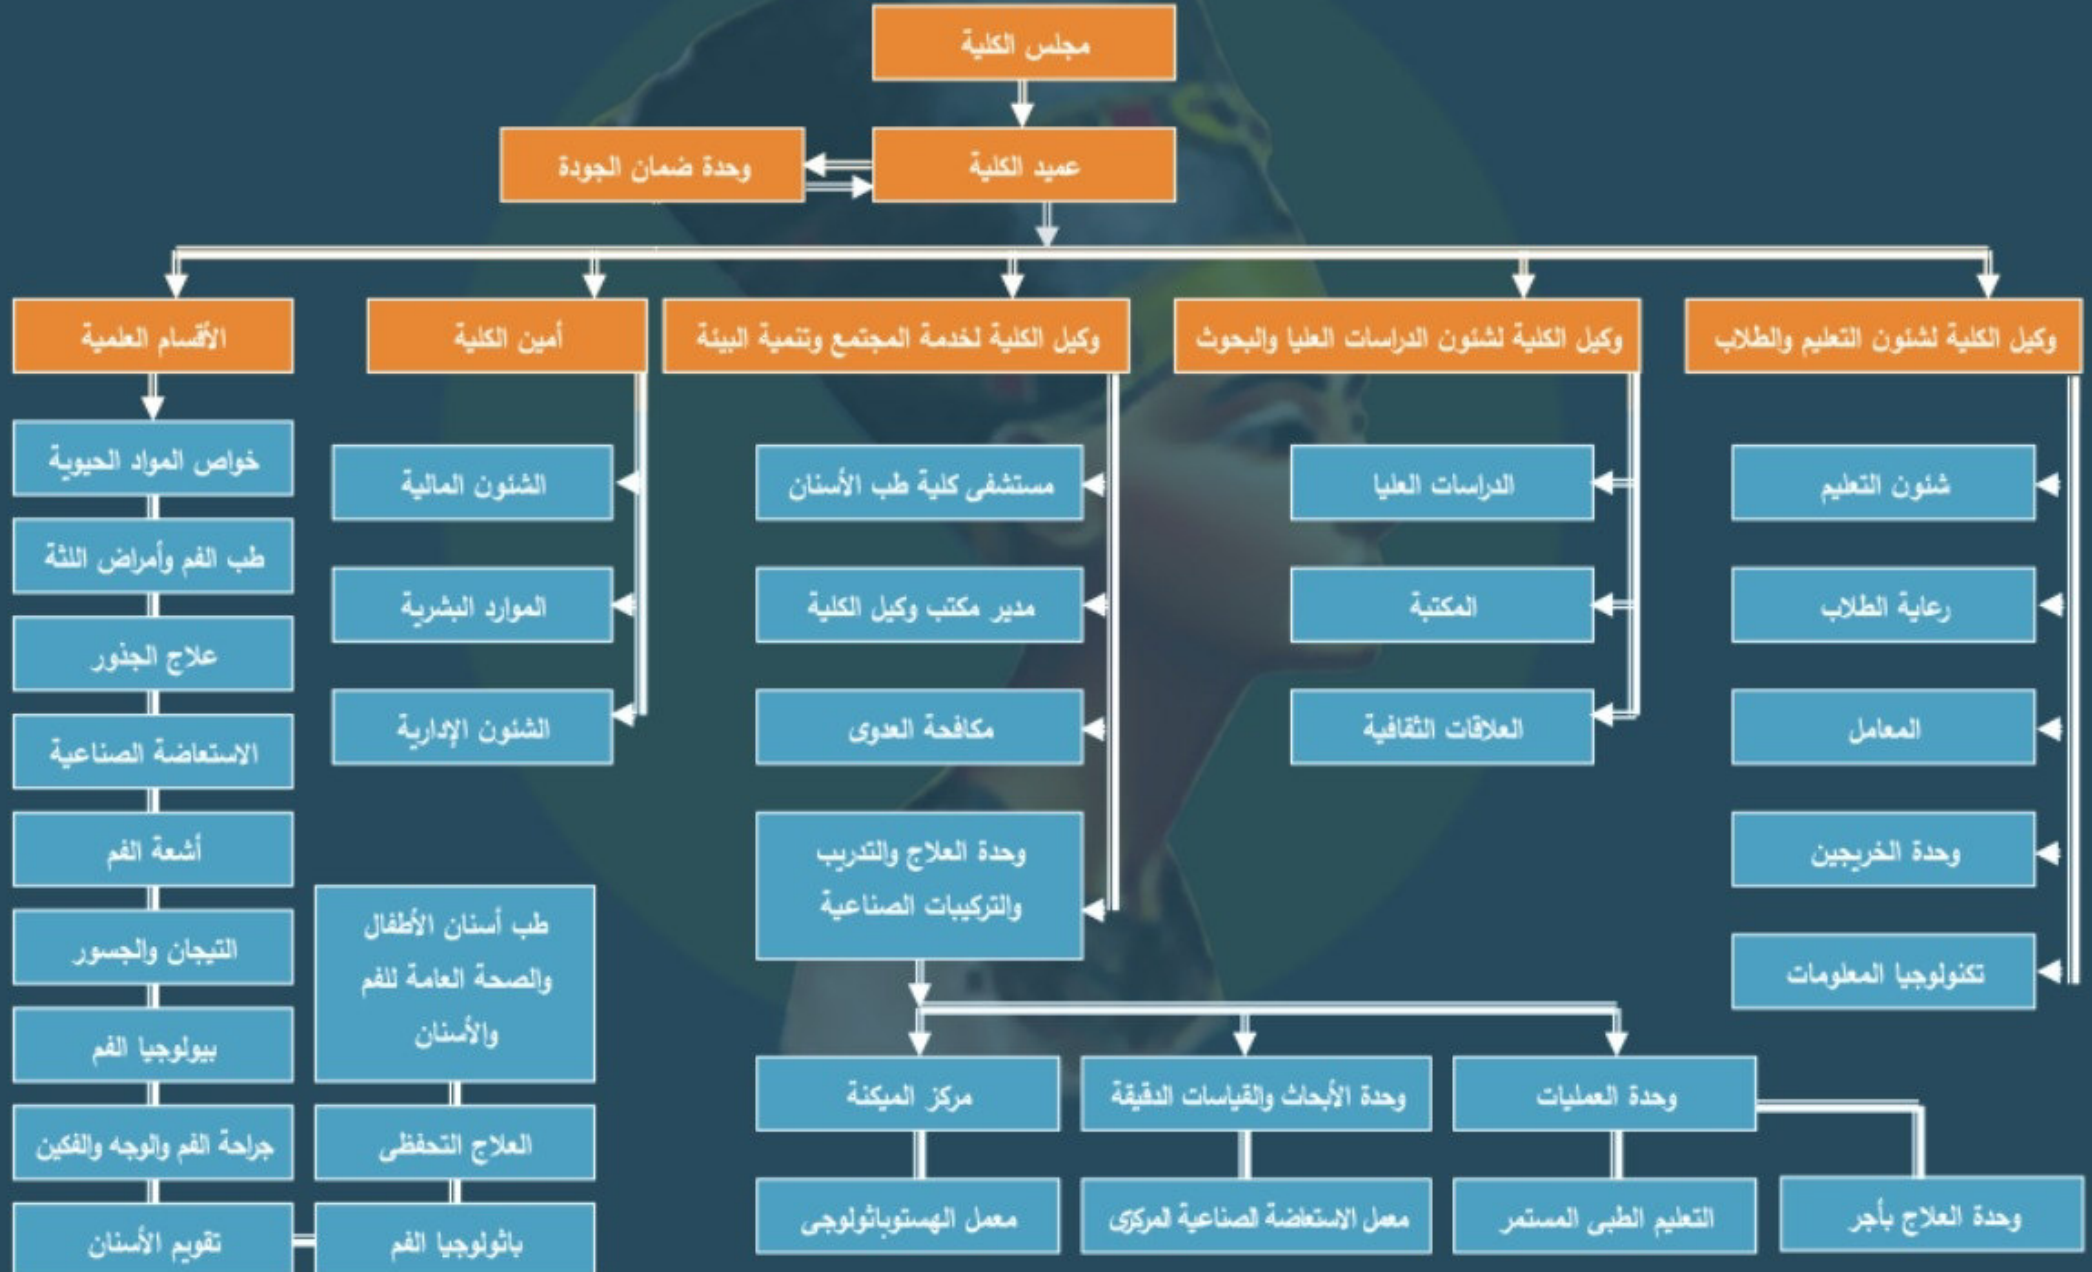 مجلس الكلية
عميد الكلية
وحدة ضمان الجودة
وكيل الكلية لشئون التعليم والطلاب
وكيل الكلية لشئون الدراسات العليا والبحوث
وكيل الكلية لخدمة المجتمع وتنمية البيئة
أمين الكلية
الأقسام العلمية
شئون التعليم
رعاية الطلاب
المعامل
وحدة الخريجين
تكنولوجيا المعلومات
الدراسات العليا
المكتبة
العلاقات الثقافية
مستشفى كلية طب الأسنان
مدير مكتب وكيل الكلية
مكافحة العدوى
وحدة العلاج والتدريب
والتركيبات الصناعية
وحدة العمليات
وحدة الأبحاث والقياسات الدقيقة
مركز الميكنة
وحدة العلاج بأجر
التعليم الطبى المستمر
معمل الاستعاضة الصناعية المركزى
معمل الهستوباثولوجى
الشئون المالية
الموارد البشرية
الشئون الإدارية
خواص المواد الحيوية
طب الفم وأمراض اللثة
علاج الجذور
الاستعاضة الصناعية
أشعة الفم
التيجان والجسور
بيولوجيا الفم
جراحة الفم والوجه والفكين
تقويم الأسنان
باثولوجيا الفم
العلاج التحفظى
طب أسنان الأطفال
والصحة العامة للفم
والأسنان